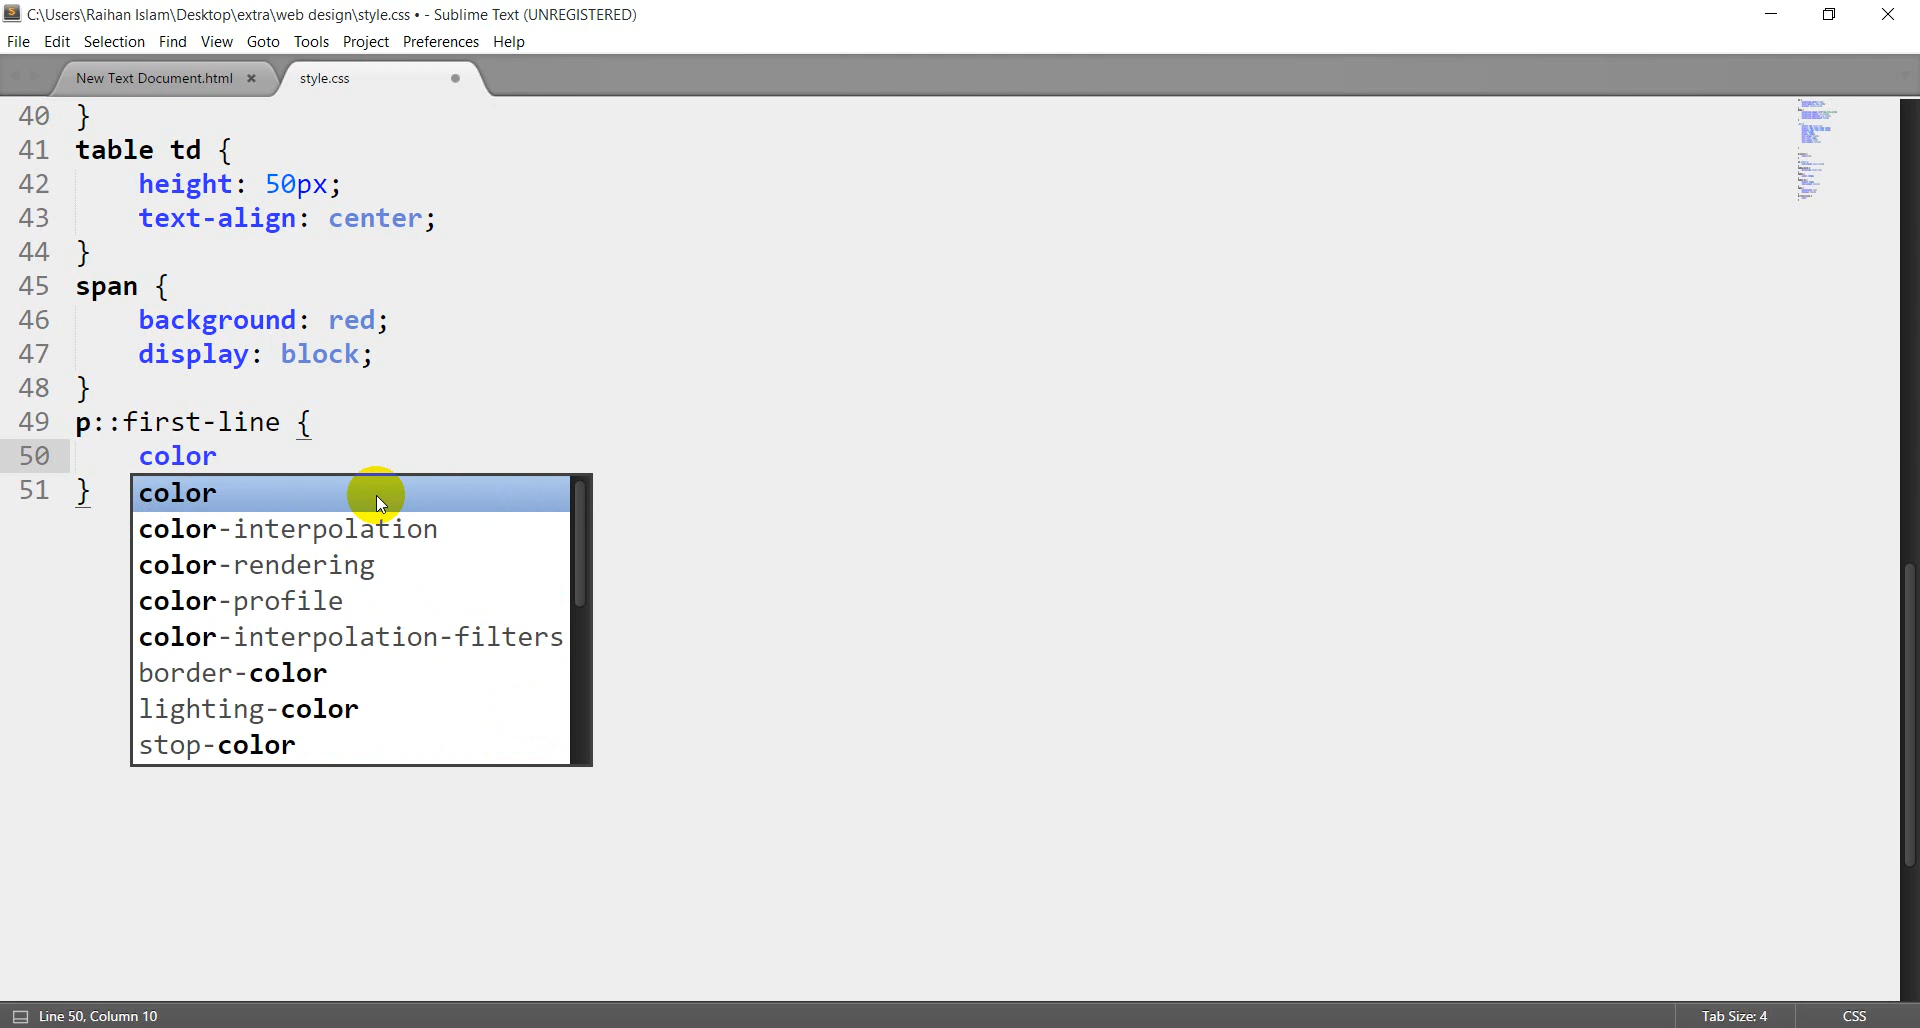 C:\Users\Raihan Islam\Desktop\extra\web design\style.css • - Sublime Text (UNREGISTERED)
File Edit Selection Find View Goto Tools Project Preferences Help
New Text Document.html × style.css
40 }
41 table td {
42 height: 50px;
43 text-align: center;
44 }
45 span {
46 background: red;
47 display: block;
48 }
49 p::first-line {
50 color
51 }
color
color-interpolation
color-rendering
color-profile
color-interpolation-filters
border-color
lighting-color
stop-color
Line 50, Column 10 Tab Size: 4 CSS